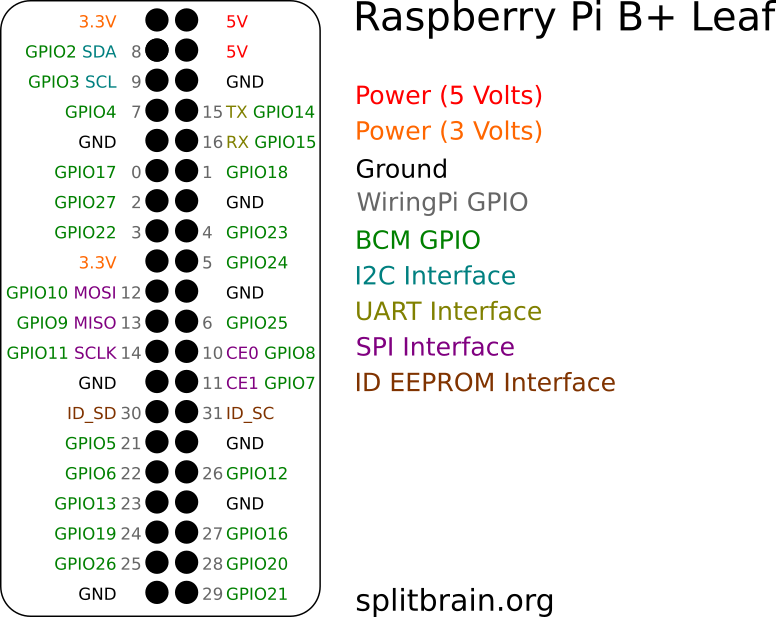 Raspberry Pi B+ Leaf
3.3V 5V
GPIO2 SDA 8 5V
GPIO3 SCL 9 GND
GPIO4 7 15 TX GPIO14
GND 16 RX GPIO15
GPIO17 0 1 GPIO18
GPIO27 2 GND
GPIO22 3 4 GPIO23
3.3V 5 GPIO24
GPIO10 MOSI 12 GND
GPIO9 MISO 13 6 GPIO25
GPIO11 SCLK 14 10 CE0 GPIO8
GND 11 CE1 GPIO7
ID_SD 30 31 ID_SC
GPIO5 21 GND
GPIO6 22 26 GPIO12
GPIO13 23 GND
GPIO19 24 27 GPIO16
GPIO26 25 28 GPIO20
GND 29 GPIO21
Power (5 Volts)
Power (3 Volts)
Ground
WiringPi GPIO
BCM GPIO
I2C Interface
UART Interface
SPI Interface
ID EEPROM Interface
splitbrain.org